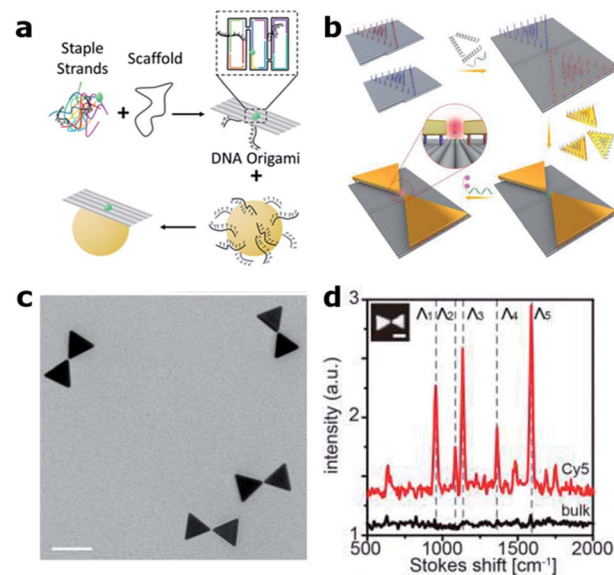 a
Staple
Strands
Scaffold
+
DNA Origami
+
b
c
d
3
2
1
intensity (a.u.)
Λ1 Λ2 Λ3 Λ4 Λ5
Cy5
bulk
500 1000 1500 2000
Stokes shift [cm⁻¹]